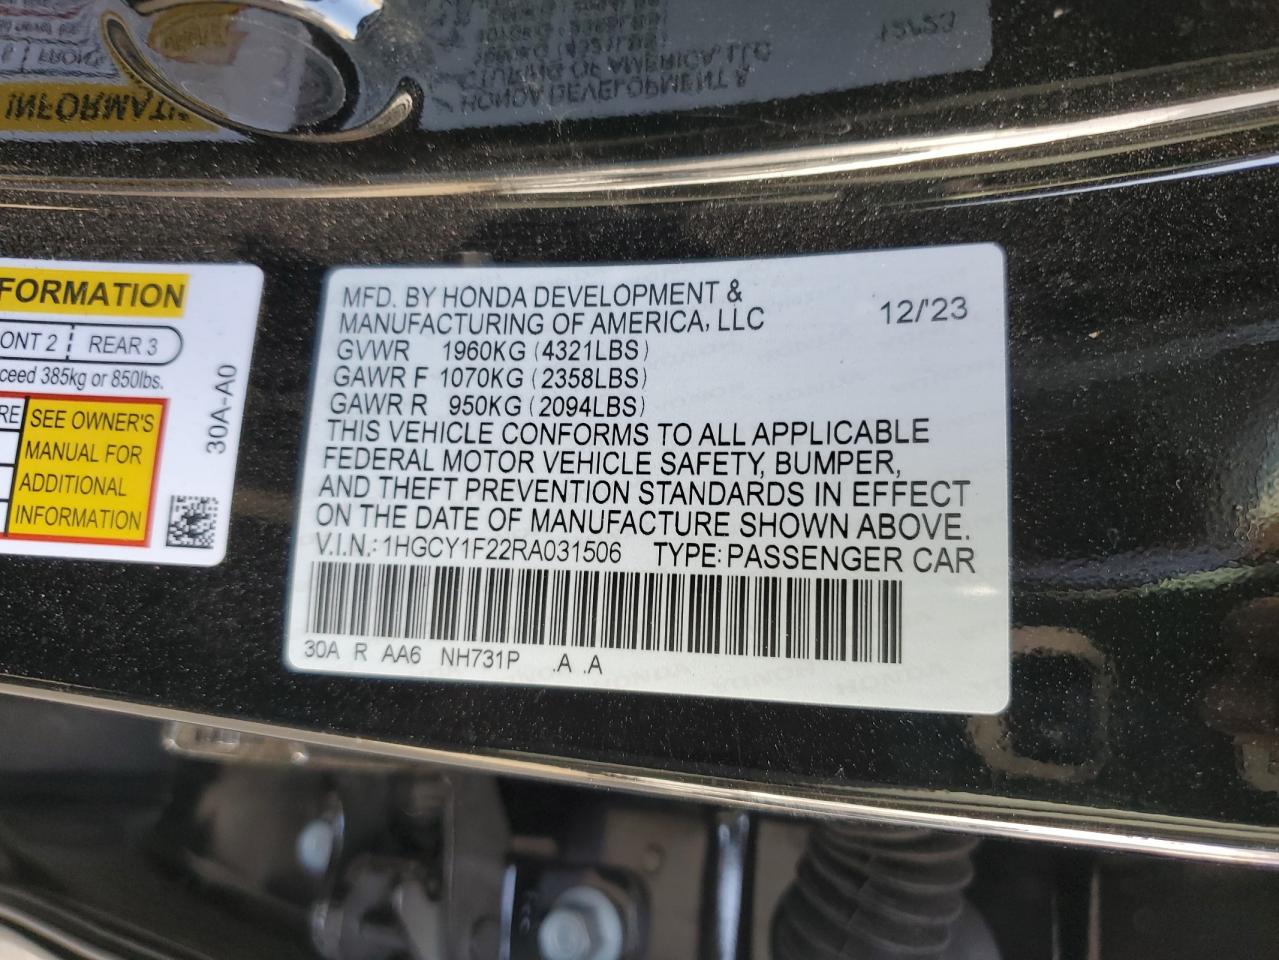 FORMATION
ONT 2 REAR 3
ceed 385kg or 850lbs.
RE
SEE OWNER'S
MANUAL FOR
ADDITIONAL
INFORMATION
30A-A0
MFD. BY HONDA DEVELOPMENT &
MANUFACTURING OF AMERICA, LLC 12/'23
GVWR 1960KG (4321LBS)
GAWR F 1070KG (2358LBS)
GAWR R 950KG (2094LBS)
THIS VEHICLE CONFORMS TO ALL APPLICABLE
FEDERAL MOTOR VEHICLE SAFETY, BUMPER,
AND THEFT PREVENTION STANDARDS IN EFFECT
ON THE DATE OF MANUFACTURE SHOWN ABOVE.
V.I.N.:1HGCY1F22RA031506 TYPE:PASSENGER CAR
30A R AA6 NH731P .A .A